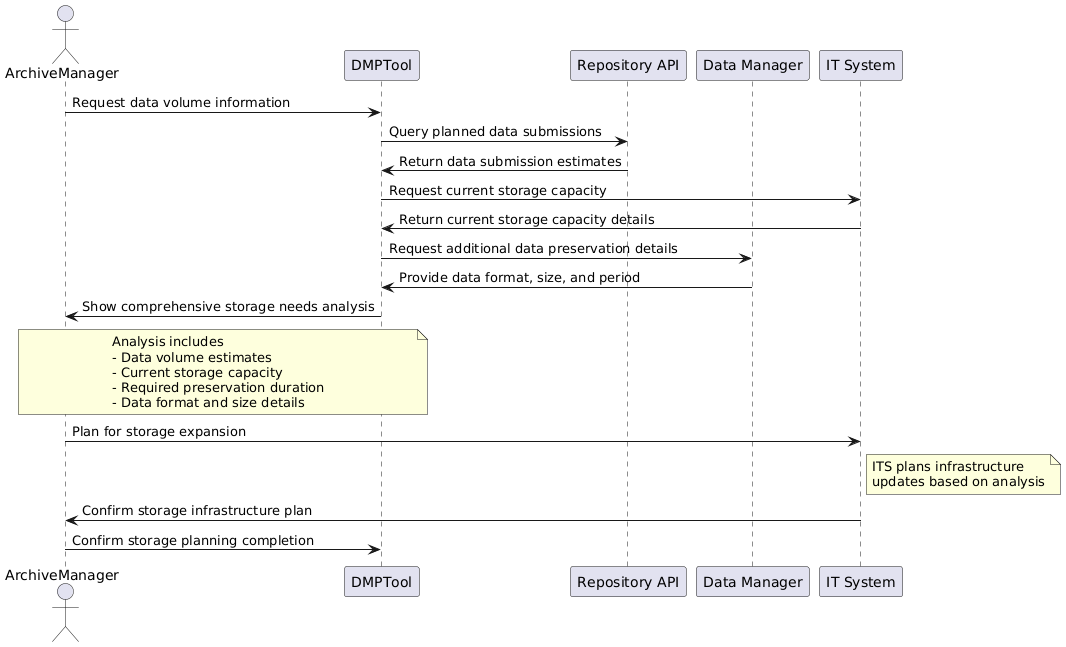 ArchiveManager
DMPTool
Repository API
Data Manager
IT System
Request data volume information
Query planned data submissions
Return data submission estimates
Request current storage capacity
Return current storage capacity details
Request additional data preservation details
Provide data format, size, and period
Show comprehensive storage needs analysis
Analysis includes
- Data volume estimates
- Current storage capacity
- Required preservation duration
- Data format and size details
Plan for storage expansion
ITS plans infrastructure
updates based on analysis
Confirm storage infrastructure plan
Confirm storage planning completion
ArchiveManager
DMPTool
Repository API
Data Manager
IT System